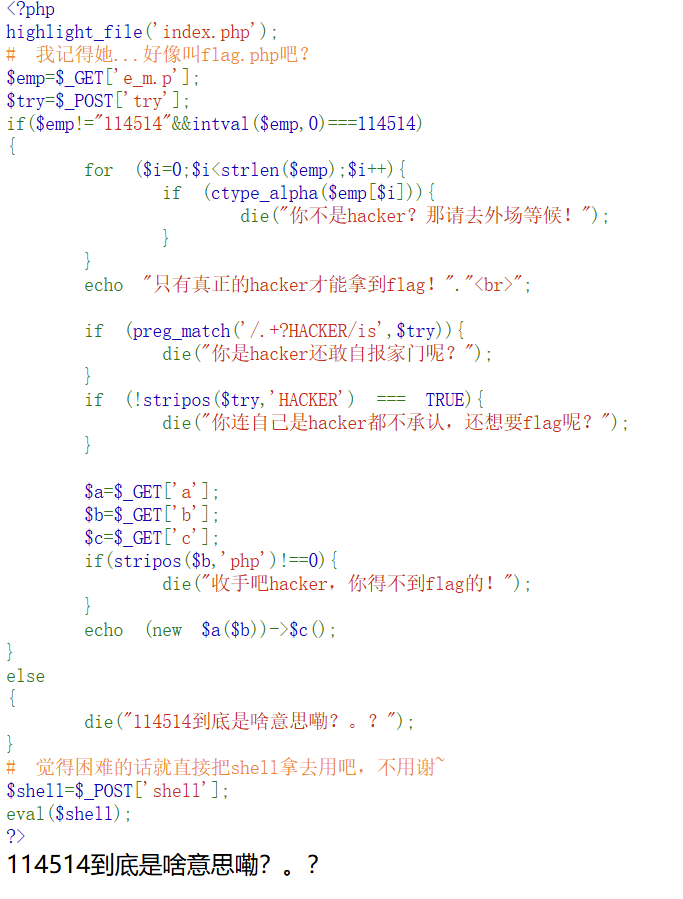 <?php
highlight_file('index.php');
# 我记得她...好像叫flag.php吧？
$emp=$_GET['e_m.p'];
$try=$_POST['try'];
if($emp!="114514"&&intval($emp,0)===114514)
{
for ($i=0;$i<strlen($emp);$i++){
if (ctype_alpha($emp[$i])){
die("你不是hacker？那请去外场等候！");
}
}
echo "只有真正的hacker才能拿到flag！"."<br>";
if (preg_match('/.+?HACKER/is',$try)){
die("你是hacker还敢自报家门呢？");
}
if (!stripos($try,'HACKER') === TRUE){
die("你连自己是hacker都不承认，还想要flag呢？");
}
$a=$_GET['a'];
$b=$_GET['b'];
$c=$_GET['c'];
if(stripos($b,'php')!==0){
die("收手吧hacker，你得不到flag的！");
}
echo (new $a($b))->$c();
}
else
{
die("114514到底是啥意思嘞？。？");
}
# 觉得困难的话就直接把shell拿去用吧，不用谢~
$shell=$_POST['shell'];
eval($shell);
?>
114514到底是啥意思嘞？。？